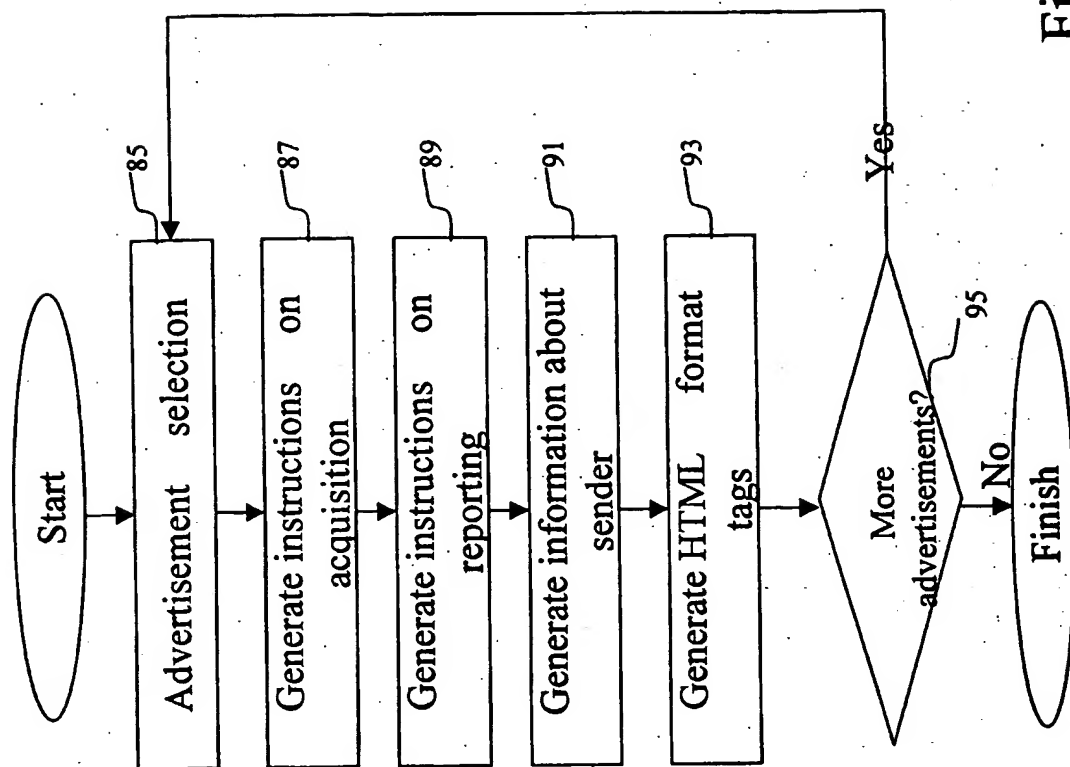 Start
85
Advertisement selection
87
Generate instructions on
acquisition
89
Generate instructions on
reporting
91
Generate information about
sender
93
Generate HTML format
tags
More
advertisements?
95
Yes
No
Finish